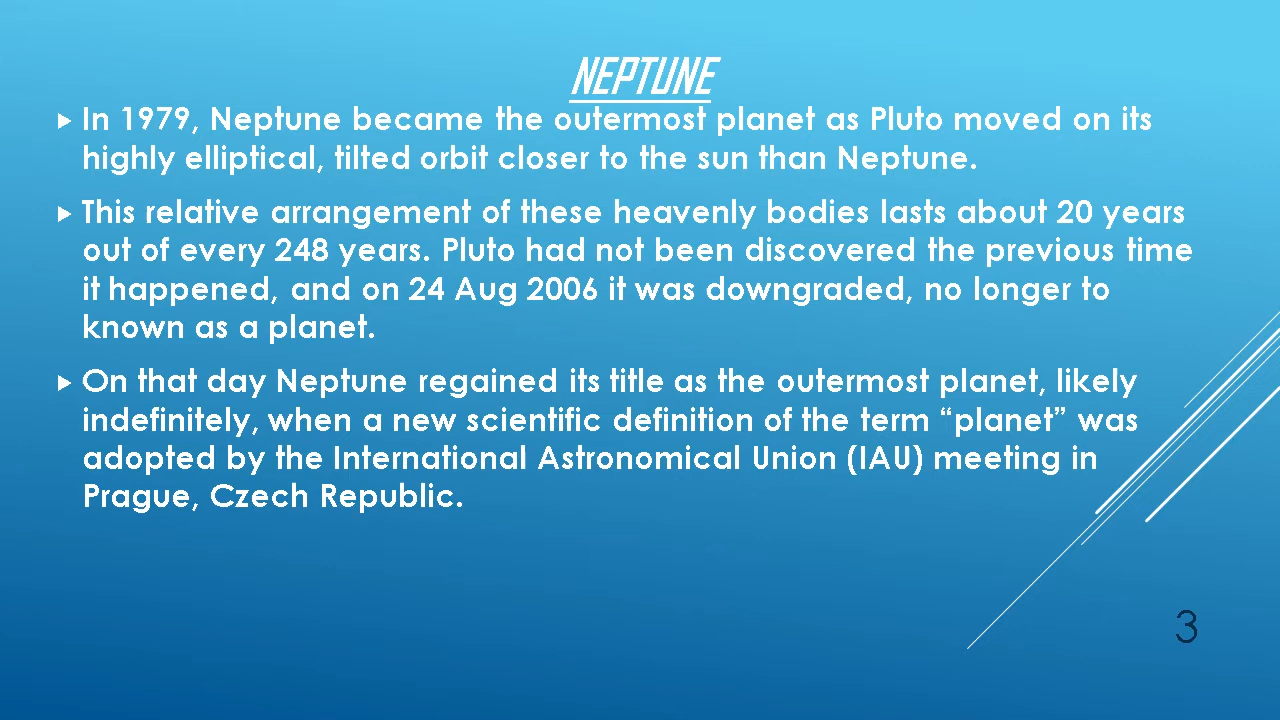 NEPTUNE
In 1979, Neptune became the outermost planet as Pluto moved on its
highly elliptical, tilted orbit closer to the sun than Neptune.
This relative arrangement of these heavenly bodies lasts about 20 years
out of every 248 years. Pluto had not been discovered the previous time
it happened, and on 24 Aug 2006 it was downgraded, no longer to
known as a planet.
On that day Neptune regained its title as the outermost planet, likely
indefinitely, when a new scientific definition of the term “planet” was
adopted by the International Astronomical Union (IAU) meeting in
Prague, Czech Republic.
3